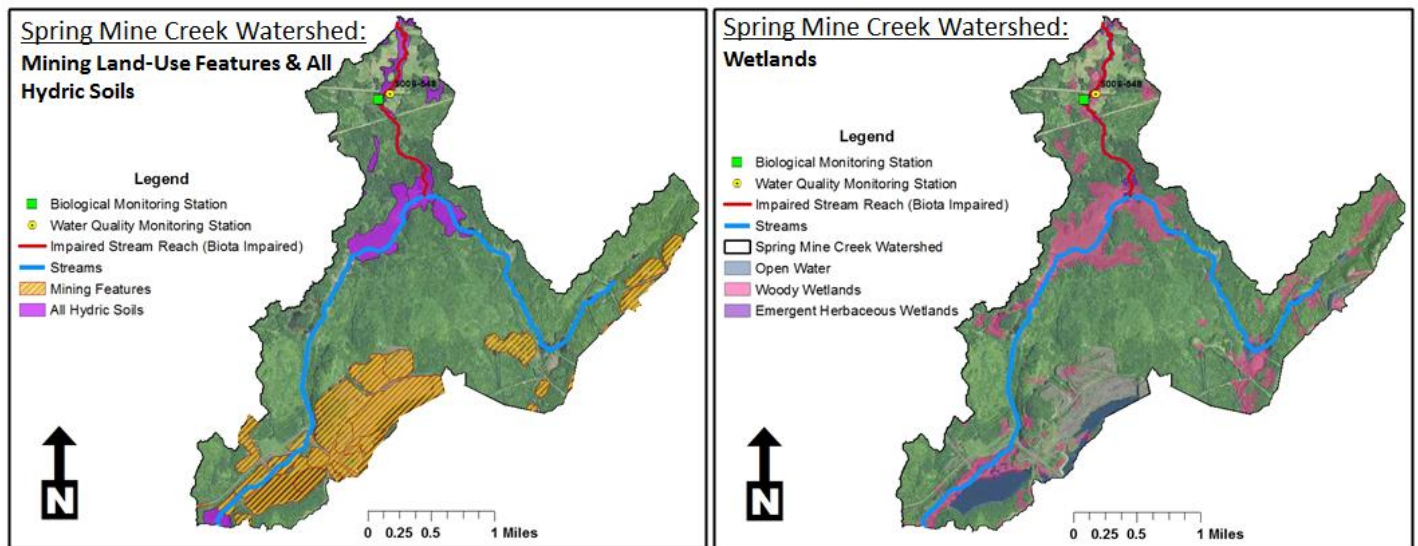 Spring Mine Creek Watershed:
Mining Land-Use Features & All
Hydric Soils
S009-648
Legend
Biological Monitoring Station
Water Quality Monitoring Station
Impaired Stream Reach (Biota Impaired)
Streams
Mining Features
All Hydric Soils
N
0 0.25 0.5 1 Miles
Spring Mine Creek Watershed:
Wetlands
Legend
Biological Monitoring Station
Water Quality Monitoring Station
Impaired Stream Reach (Biota Impaired)
Streams
Spring Mine Creek Watershed
Open Water
Woody Wetlands
Emergent Herbaceous Wetlands
N
0 0.25 0.5 1 Miles